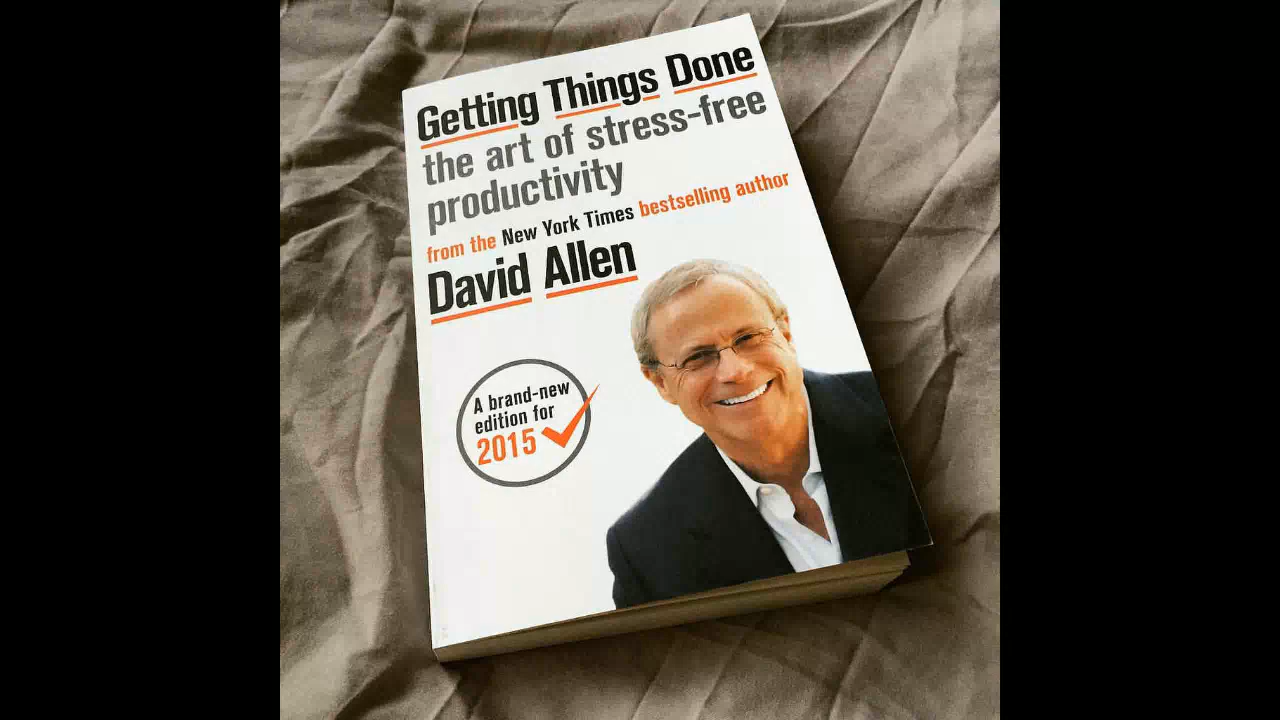 Getting Things Done
the art of stress-free
productivity
from the New York Times bestselling author
David Allen
A brand-new
edition for
2015